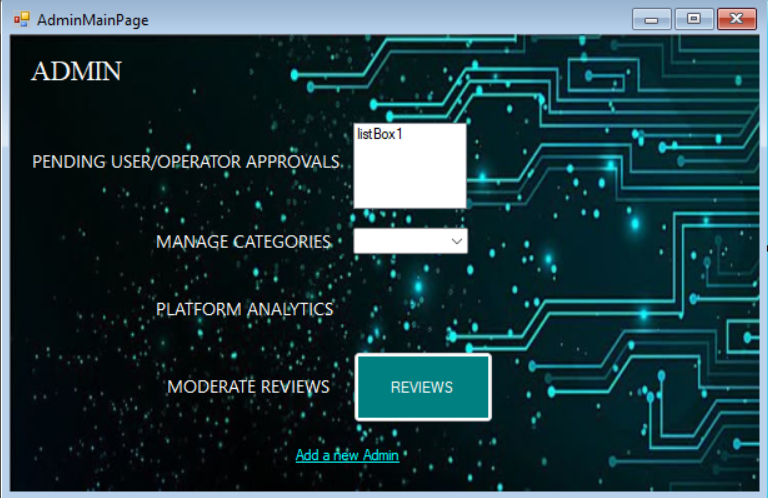 AdminMainPage
ADMIN
listBox1
PENDING USER/OPERATOR APPROVALS
MANAGE CATEGORIES
PLATFORM ANALYTICS
MODERATE REVIEWS
REVIEWS
Add a new Admin